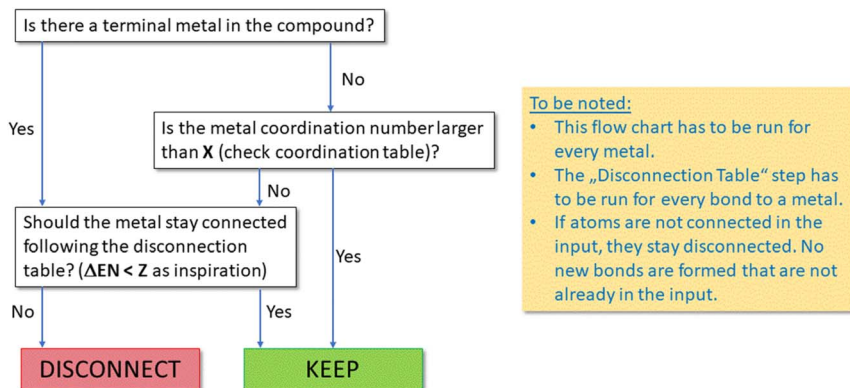 Is there a terminal metal in the compound?
No
Yes
Is the metal coordination number larger
than X (check coordination table)?
No
Should the metal stay connected
following the disconnection
table? (ΔEN < Z as inspiration)
Yes
No
Yes
DISCONNECT
KEEP
To be noted:
• This flow chart has to be run for
every metal.
• The „Disconnection Table“ step has
to be run for every bond to a metal.
• If atoms are not connected in the
input, they stay disconnected. No
new bonds are formed that are not
already in the input.